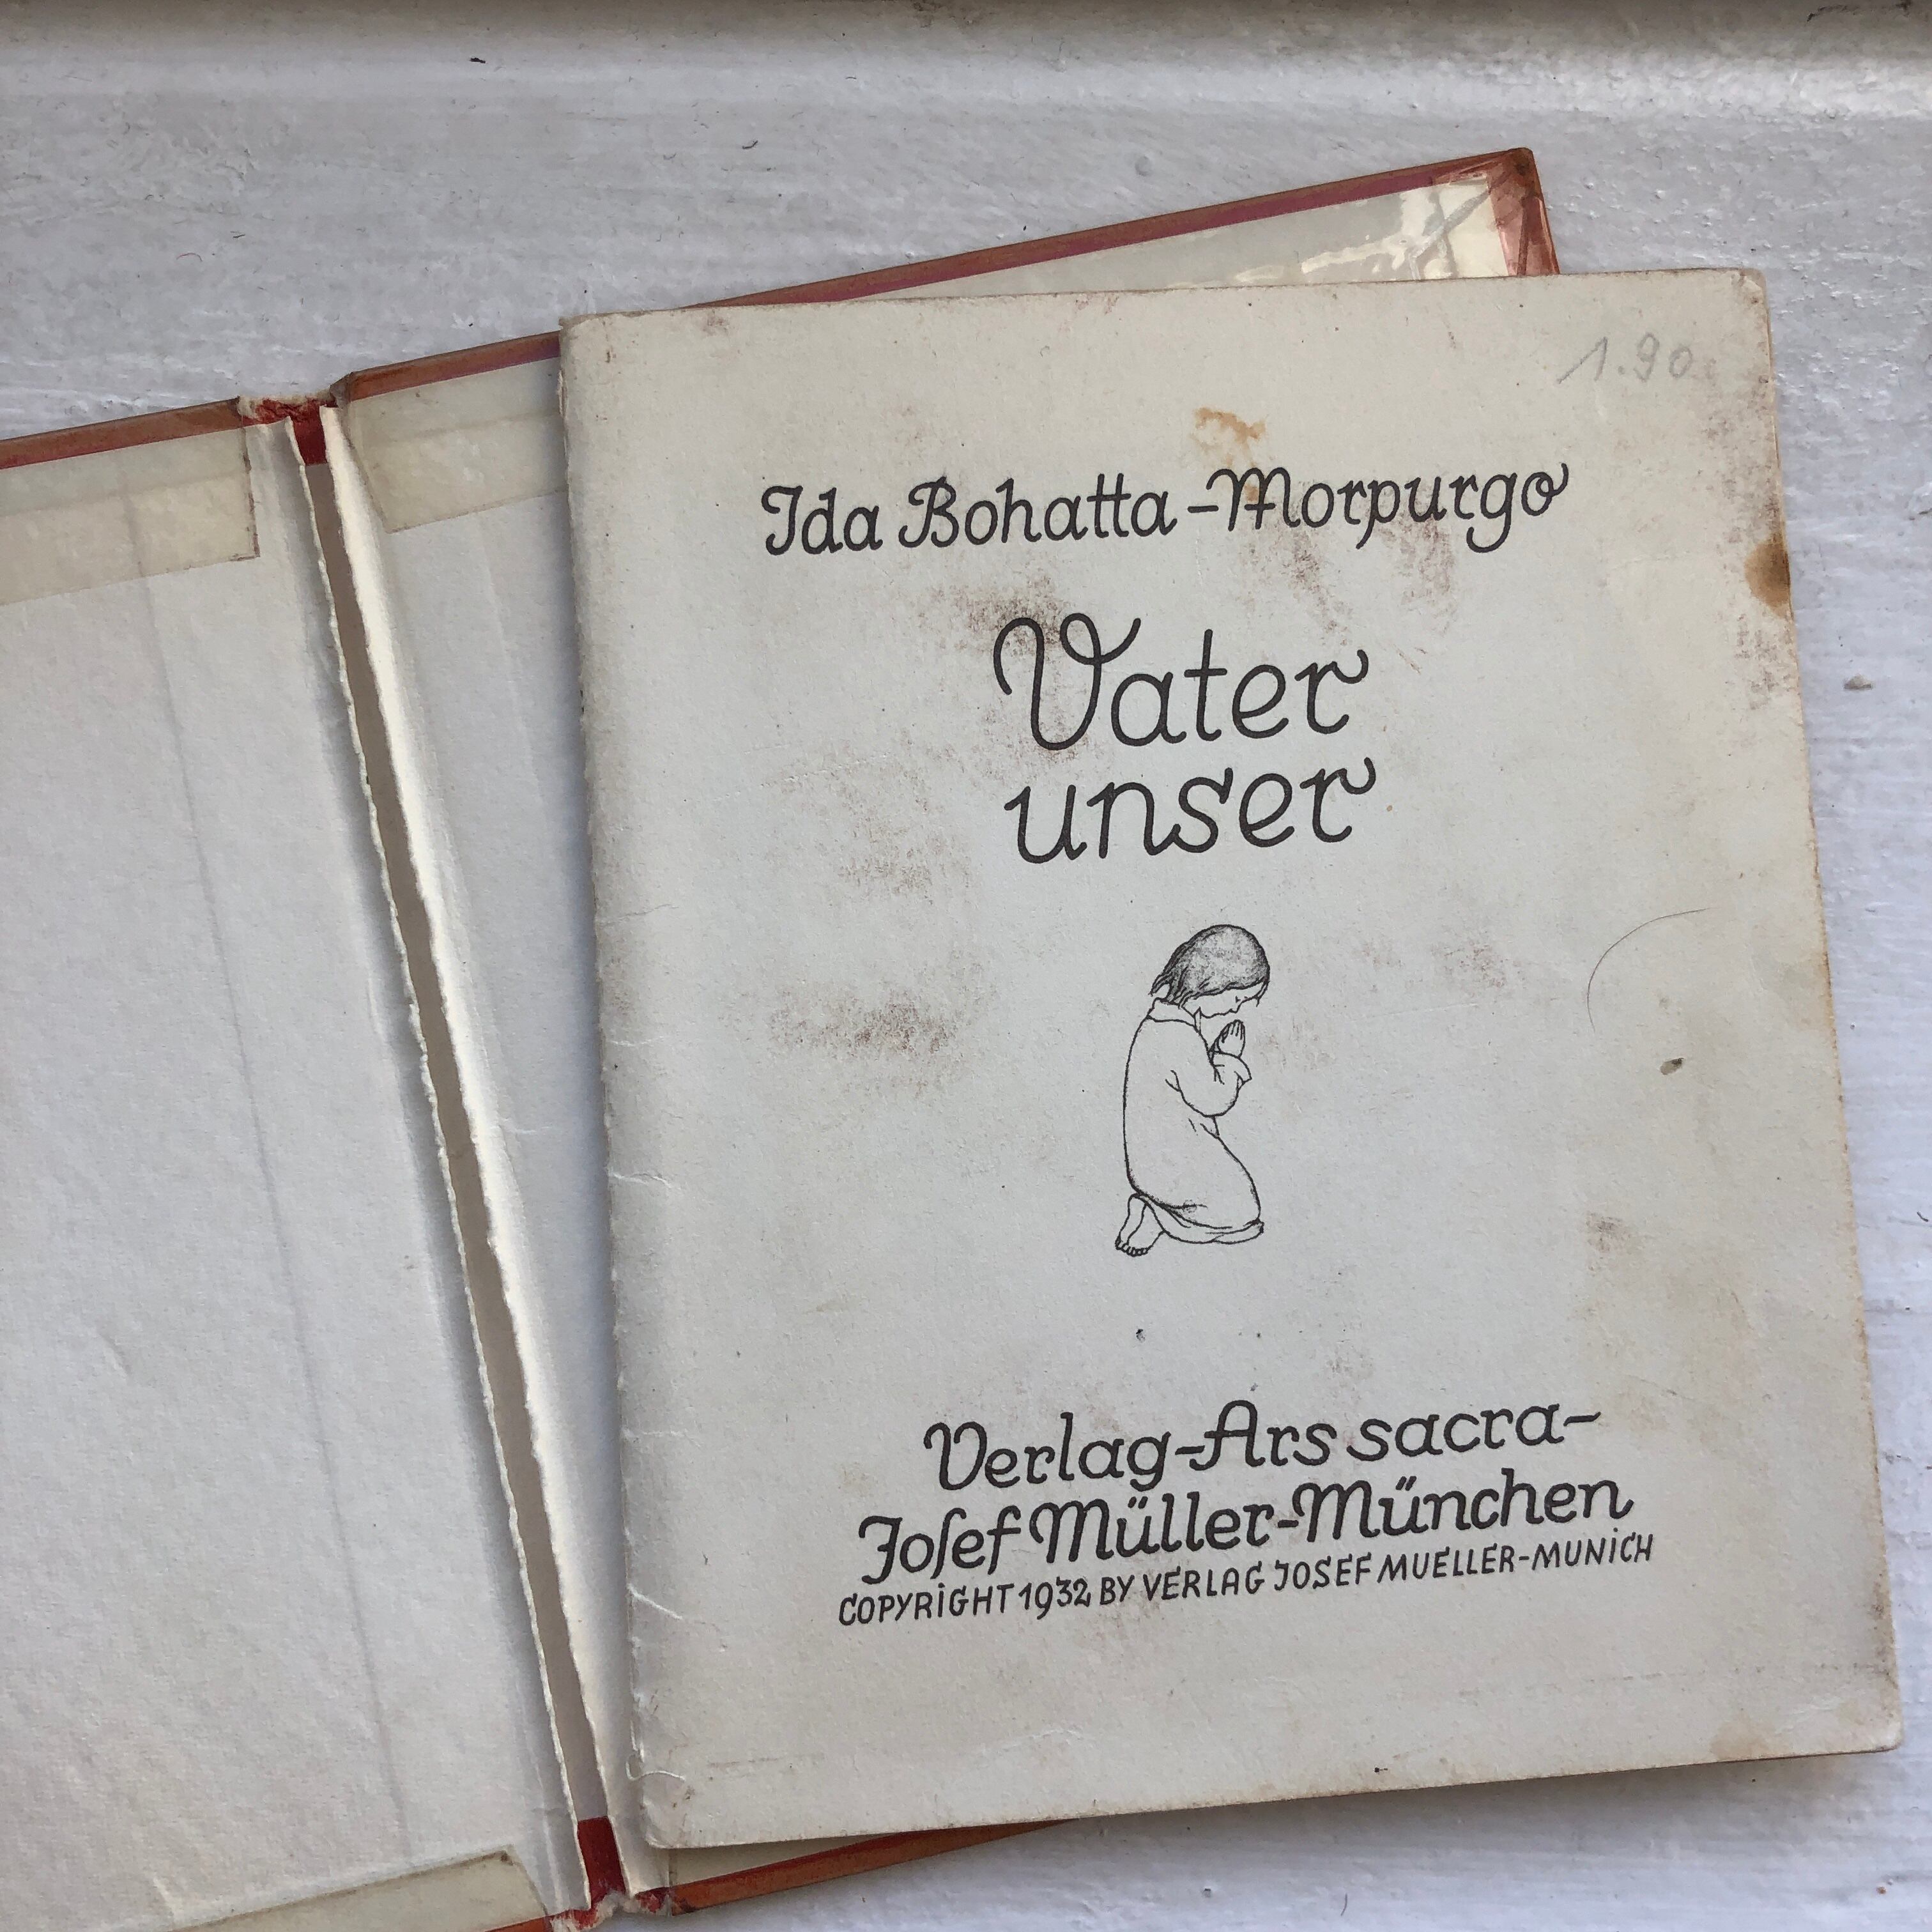 1.90
Ida Bohatta-Morpurgo
Vater
unser
Verlag-Ars sacra-
Joſef Müller-München
COPYRiGHT 1932 BY VERLAG JOSEF MUELLER-MUNiCH